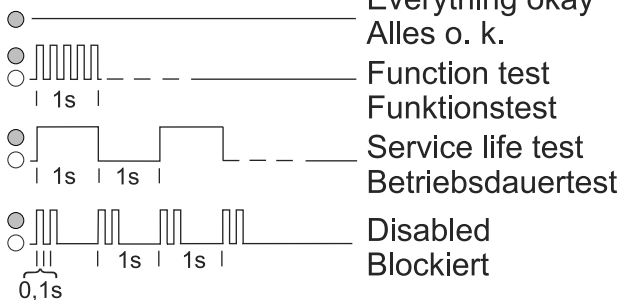 Everything okay
Alles o. k.
Function test
1s
Funktionstest
Service life test
1s 1s
Betriebsdauertest
Disabled
1s 1s
Blockiert
0,1s